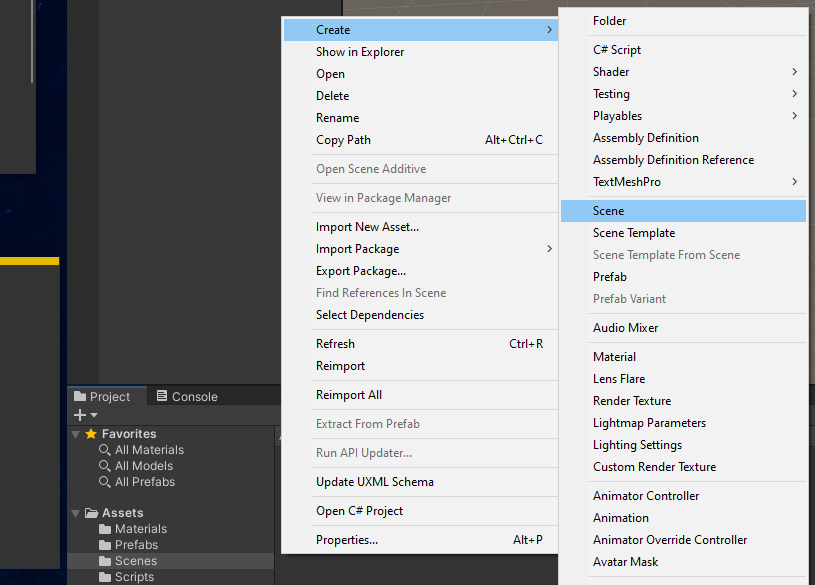 Create
Show in Explorer
Open
Delete
Rename
Copy Path Alt+Ctrl+C
Open Scene Additive
View in Package Manager
Import New Asset...
Import Package
Export Package...
Find References In Scene
Select Dependencies
Refresh Ctrl+R
Reimport
Reimport All
Extract From Prefab
Run API Updater...
Update UXML Schema
Open C# Project
Properties... Alt+P
Folder
C# Script
Shader
Testing
Playables
Assembly Definition
Assembly Definition Reference
TextMeshPro
Scene
Scene Template
Scene Template From Scene
Prefab
Prefab Variant
Audio Mixer
Material
Lens Flare
Render Texture
Lightmap Parameters
Lighting Settings
Custom Render Texture
Animator Controller
Animation
Animator Override Controller
Avatar Mask
Project Console
Favorites
All Materials
All Models
All Prefabs
Assets
Materials
Prefabs
Scenes
Scripts